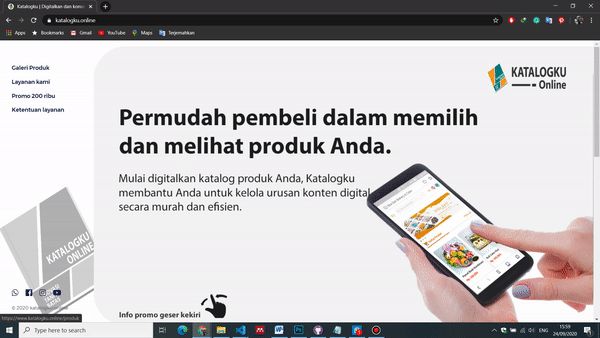 Katalogku | Digitalkan dan kons
katalogku.online
Apps
Bookmarks
Gmail
YouTube
Maps
Terjemahkan
Galeri Produk
Layanan kami
Promo 200 ribu
Ketentuan layanan
KATALOGKU
Online
Permudah pembeli dalam memilih
dan melihat produk Anda.
Mulai digitalkan katalog produk Anda, Katalogku
membantu Anda untuk kelola urusan konten digital
secara murah dan efisien.
KATALOGKU
ONLINE
© 2020
Info promo geser kekiri
https://www.katalogku.online/produk
Type here to search
ENG
15:59
24/09/2020